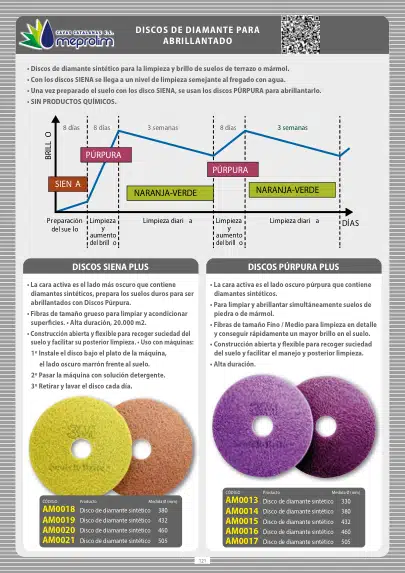 CAYBE CATALANAS S.L.
meprolim
DISCOS DE DIAMANTE PARA
ABRILLANTADO
• Discos de diamante sintético para la limpieza y brillo de suelos de terrazo o mármol.
• Con los discos SIENA se llega a un nivel de limpieza semejante al fregado con agua.
• Una vez preparado el suelo con los disco SIENA, se usan los discos PÚRPURA para abrillantarlo.
• SIN PRODUCTOS QUÍMICOS.
BRILL O
8 días 8 días 3 semanas 8 días 3 semanas
PÚRPURA
PÚRPURA
SIEN A
NARANJA-VERDE
NARANJA-VERDE
Preparación Limpieza Limpieza diari a Limpieza Limpieza diari a DÍAS
del sue lo y y
aumento aumento
del brill o del brill o
DISCOS SIENA PLUS
• La cara activa es el lado más oscuro que contiene
diamantes sintéticos, prepara los suelos duros para ser
abrillantados con Discos Púrpura.
• Fibras de tamaño grueso para limpiar y acondicionar
superficies. • Alta duración, 20.000 m2.
• Construcción abierta y flexible para recoger suciedad del
suelo y facilitar su posterior limpieza. • Uso con máquinas:
1º Instale el disco bajo el plato de la máquina,
el lado oscuro marrón frente al suelo.
2º Pasar la máquina con solución detergente.
3º Retirar y lavar el disco cada día.
CÓDIGO Producto Medida Ø (mm)
AM0018 Disco de diamante sintético 380
AM0019 Disco de diamante sintético 432
AM0020 Disco de diamante sintético 460
AM0021 Disco de diamante sintético 505
DISCOS PÚRPURA PLUS
• La cara activa es el lado oscuro púrpura que contiene
diamantes sintéticos.
• Para limpiar y abrillantar simultáneamente suelos de
piedra o de mármol.
• Fibras de tamaño Fino / Medio para limpieza en detalle
y conseguir rápidamente un mayor brillo en el suelo.
• Construcción abierta y flexible para recoger suciedad
del suelo y facilitar el manejo y posterior limpieza.
• Alta duración.
CÓDIGO Producto Medida Ø (mm)
AM0013 Disco de diamante sintético 330
AM0014 Disco de diamante sintético 380
AM0015 Disco de diamante sintético 432
AM0016 Disco de diamante sintético 460
AM0017 Disco de diamante sintético 505
121